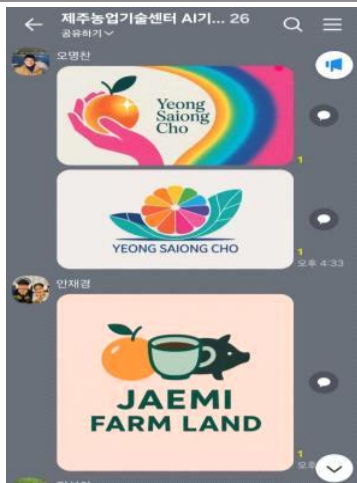 제주농업기술센터 AI기... 26
공유하기
오명찬
Yeong
Saiong
Cho
1
YEONG SAIONG CHO
1
오후 4:33
안재경
JAEMI
FARM LAND
1